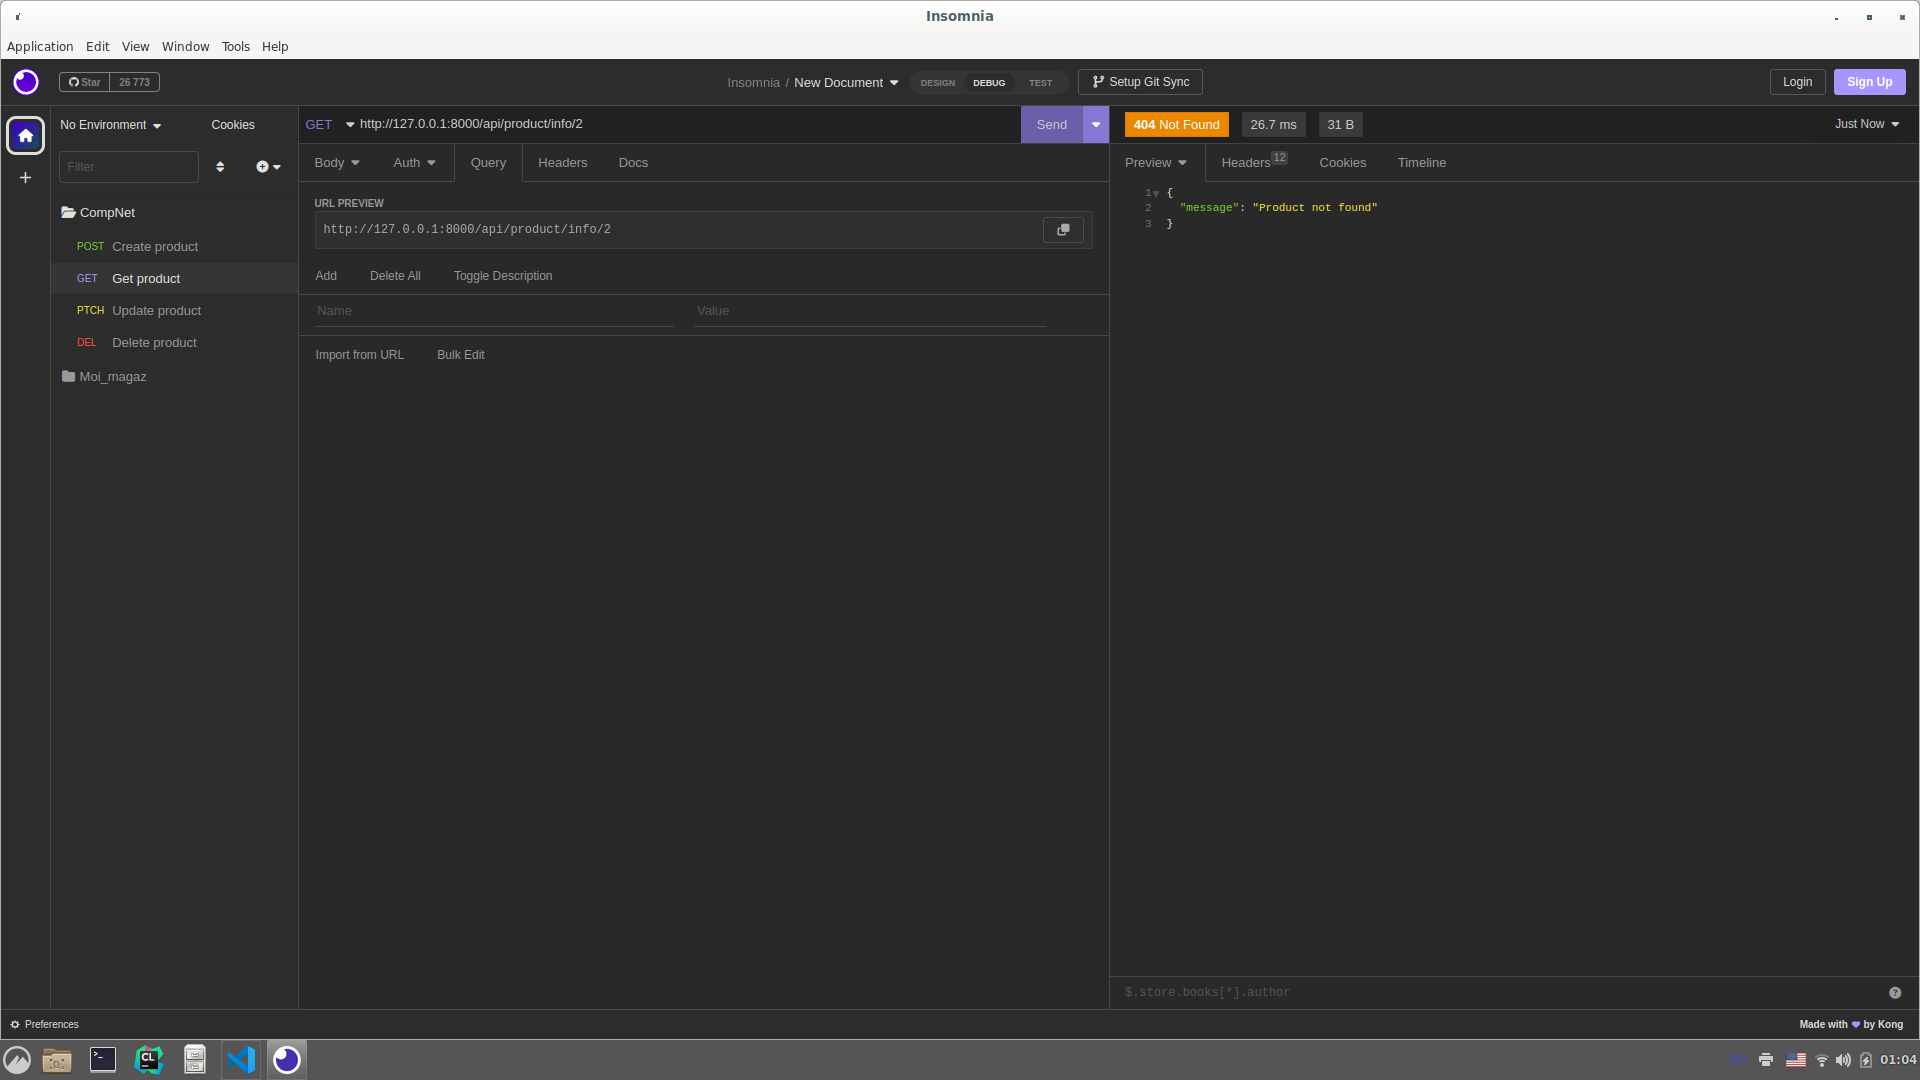 Insomnia
Application Edit View Window Tools Help
Star 26 773
Insomnia / New Document DESIGN DEBUG TEST Setup Git Sync
Login Sign Up
No Environment Cookies
GET http://127.0.0.1:8000/api/product/info/2 Send
404 Not Found 26.7 ms 31 B Just Now
Filter
Body Auth Query Headers Docs
Preview Headers 12 Cookies Timeline
CompNet
POST Create product
GET Get product
PTCH Update product
DEL Delete product
Moi_magaz
URL PREVIEW
http://127.0.0.1:8000/api/product/info/2
Add Delete All Toggle Description
Name Value
Import from URL Bulk Edit
1 {
2 "message": "Product not found"
3 }
$.store.books[*].author
Preferences
Made with ❤ by Kong
CL
01:04